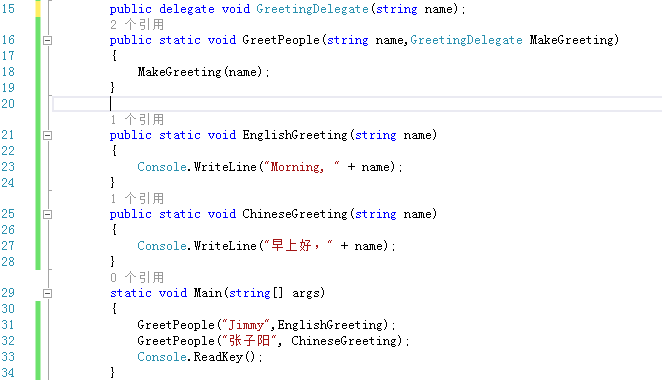 15 public delegate void GreetingDelegate(string name);
2 个引用
16 public static void GreetPeople(string name,GreetingDelegate MakeGreeting)
17 {
18 MakeGreeting(name);
19 }
20
1 个引用
21 public static void EnglishGreeting(string name)
22 {
23 Console.WriteLine("Morning, " + name);
24 }
1 个引用
25 public static void ChineseGreeting(string name)
26 {
27 Console.WriteLine("早上好，" + name);
28 }
0 个引用
29 static void Main(string[] args)
30 {
31 GreetPeople("Jimmy",EnglishGreeting);
32 GreetPeople("张子阳", ChineseGreeting);
33 Console.ReadKey();
34 }